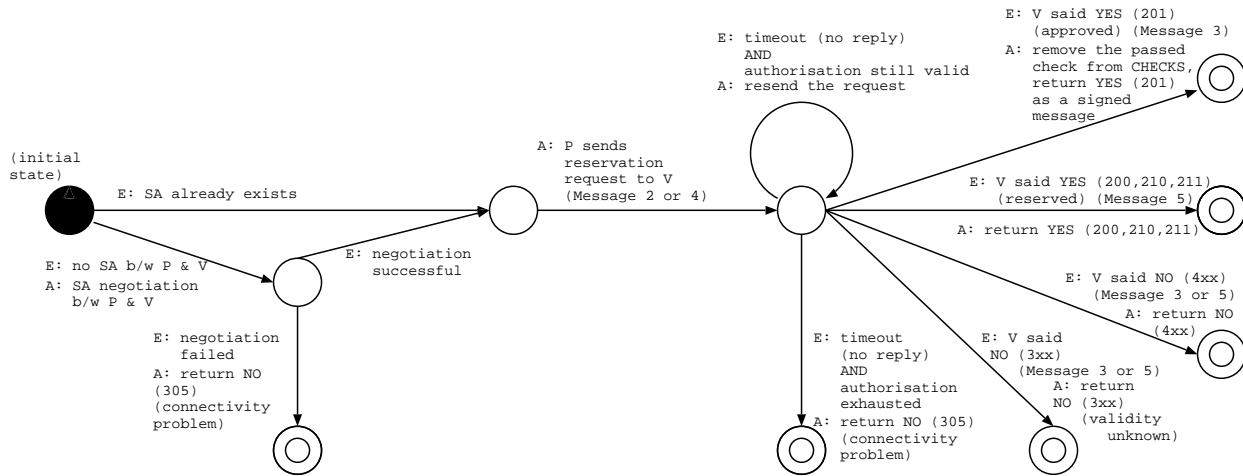 (initial
state)
E: SA already exists
E: no SA b/w P & V
A: SA negotiation
b/w P & V
E: negotiation
successful
E: negotiation
failed
A: return NO
(305)
(connectivity
problem)
A: P sends
reservation
request to V
(Message 2 or 4)
E: timeout (no reply)
AND
authorisation still valid
A: resend the request
E: V said YES (201)
(approved) (Message 3)
A: remove the passed
check from CHECKS,
return YES (201)
as a signed
message
E: V said YES (200,210,211)
(reserved) (Message 5)
A: return YES (200,210,211)
E: V said NO (4xx)
(Message 3 or 5)
A: return NO
(4xx)
E: V said
NO (3xx)
(Message 3 or 5)
A: return
NO (3xx)
(validity
unknown)
E: timeout
(no reply)
AND
authorisation
exhausted
A: return NO (305)
(connectivity
problem)